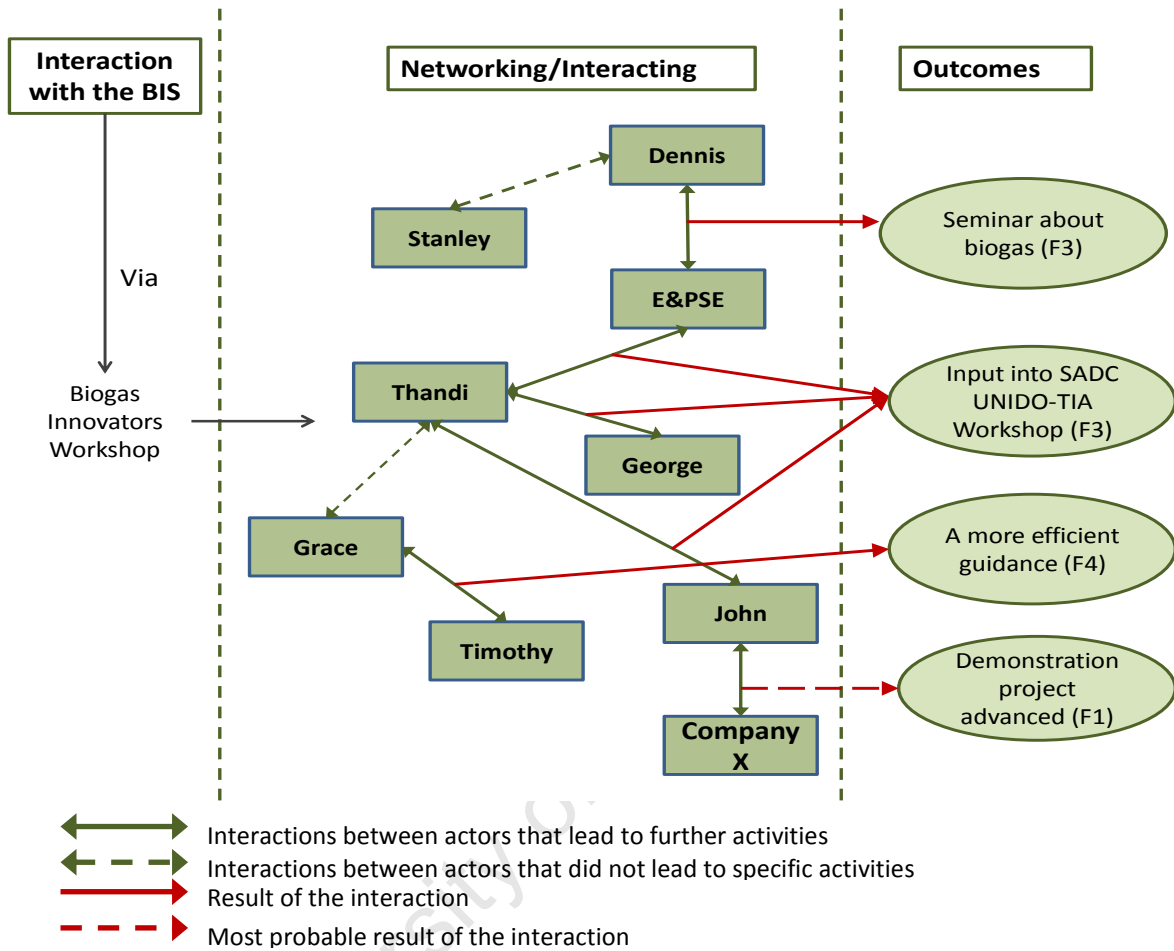 Interaction
with the BIS
Networking/Interacting
Outcomes
Via
Biogas
Innovators
Workshop
Dennis
Stanley
E&PSE
Thandi
George
Grace
Timothy
John
Company
X
Seminar about
biogas (F3)
Input into SADC
UNIDO-TIA
Workshop (F3)
A more efficient
guidance (F4)
Demonstration
project
advanced (F1)
Interactions between actors that lead to further activities
Interactions between actors that did not lead to specific activities
Result of the interaction
Most probable result of the interaction